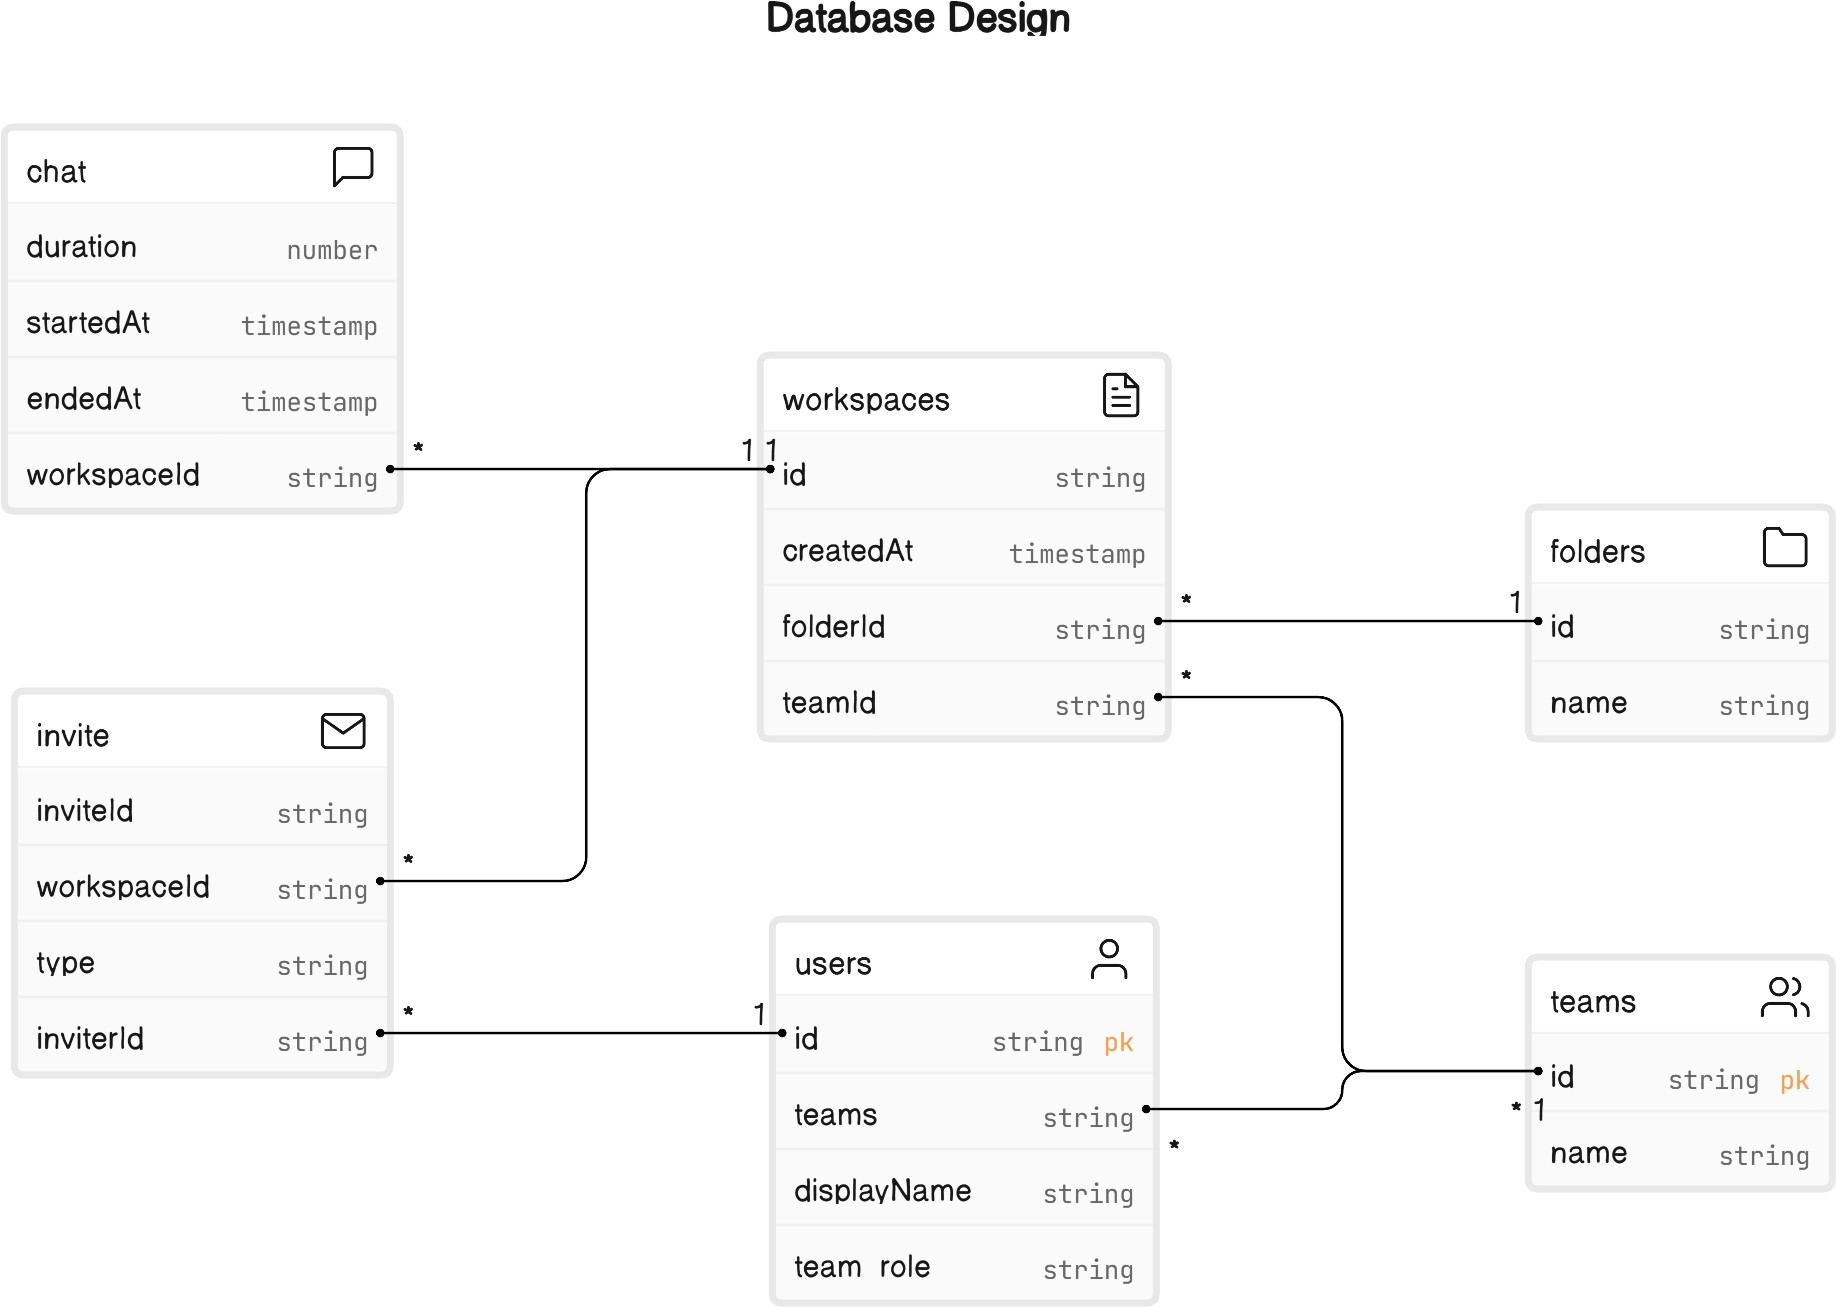 Database Design
chat
duration number
startedAt timestamp
endedAt timestamp
workspaceId string
* 1 1
workspaces
id string
createdAt timestamp
folderId string
* 1
teamId string
*
folders
id string
name string
invite
inviteId string
workspaceId string
*
type string
inviterId string
* 1
users
id string pk
teams string
*
displayName string
team role string
teams
id string pk
* 1
name string